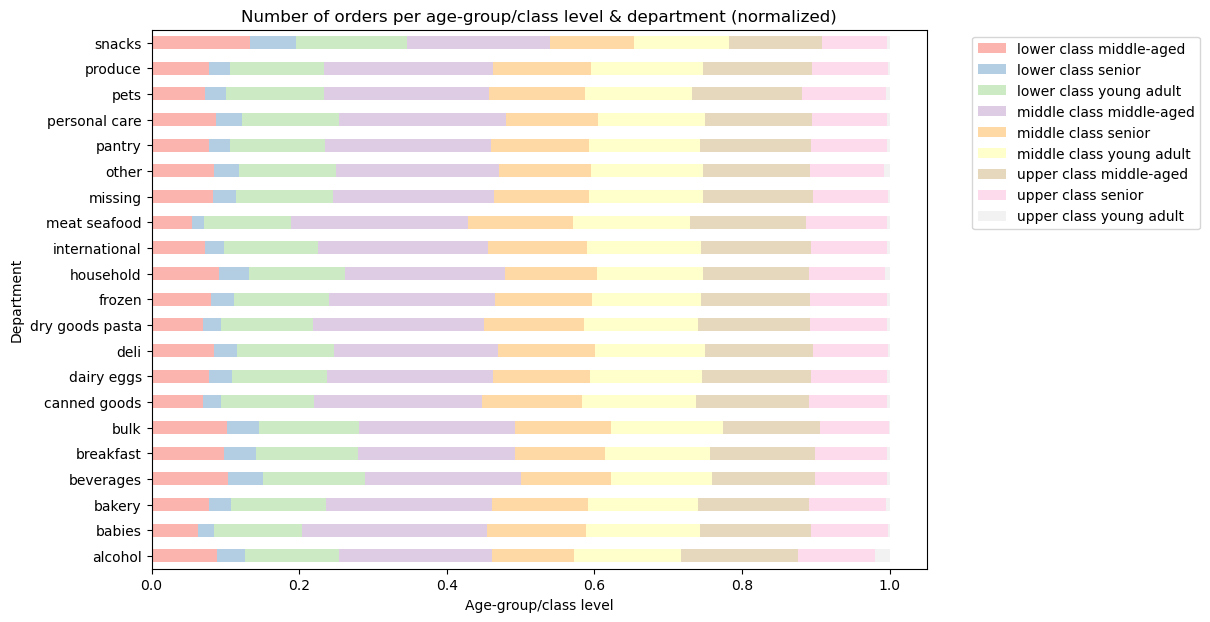 Number of orders per age-group/class level & department (normalized)
snacks
produce
pets
personal care
pantry
other
missing
meat seafood
international
household
frozen
dry goods pasta
deli
dairy eggs
canned goods
bulk
breakfast
beverages
bakery
babies
alcohol
Department
0.0 0.2 0.4 0.6 0.8 1.0
Age-group/class level
lower class middle-aged
lower class senior
lower class young adult
middle class middle-aged
middle class senior
middle class young adult
upper class middle-aged
upper class senior
upper class young adult